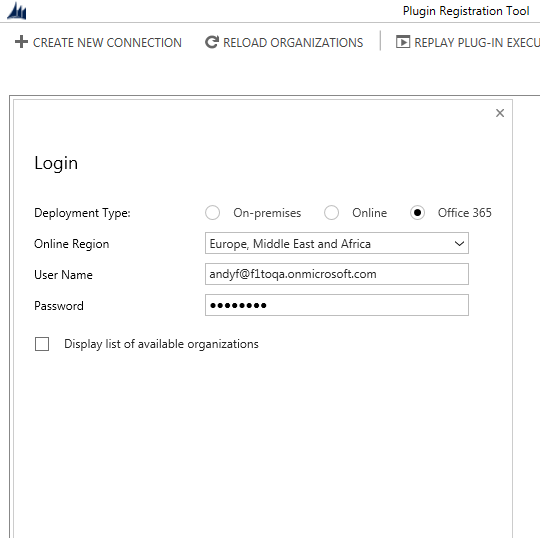 Plugin Registration Tool
CREATE NEW CONNECTION RELOAD ORGANIZATIONS REPLAY PLUG-IN EXECU
Login
Deployment Type: On-premises Online Office 365
Online Region Europe, Middle East and Africa
User Name andyf@f1toqa.onmicrosoft.com
Password ●●●●●●●●
Display list of available organizations